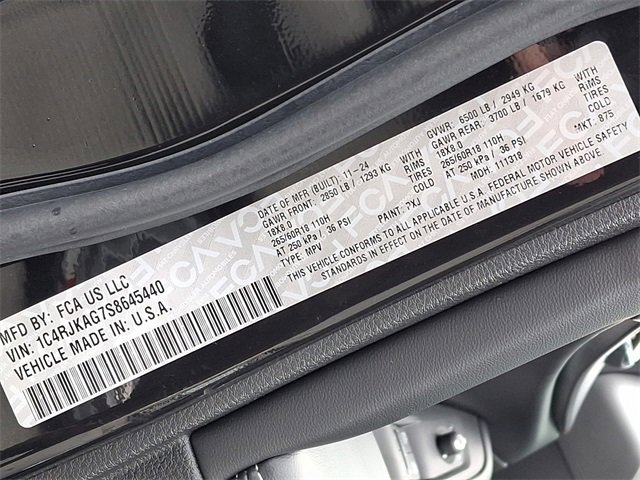 MFD BY: FCA US LLC
VIN: 1C4RJKAG7S8645440
VEHICLE MADE IN U.S.A.
DATE OF MFR (BUILT): 11-24
GVWR: 6500 LB / 2949 KG
GAWR FRONT: 2850 LB / 1293 KG WITH
GAWR REAR: 3700 LB / 1679 KG WITH
18X8.0 RIMS
18X8.0 RIMS
265/60R18 110H TIRES
265/60R18 110H TIRES
AT 250 kPa / 36 PSI COLD
AT 250 kPa / 36 PSI COLD
TYPE: MPV
PAINT: PXJ
MDH: 111318
MKT: 875
THIS VEHICLE CONFORMS TO ALL APPLICABLE U.S.A. FEDERAL MOTOR VEHICLE SAFETY
STANDARDS IN EFFECT ON THE DATE OF MANUFACTURE SHOWN ABOVE.